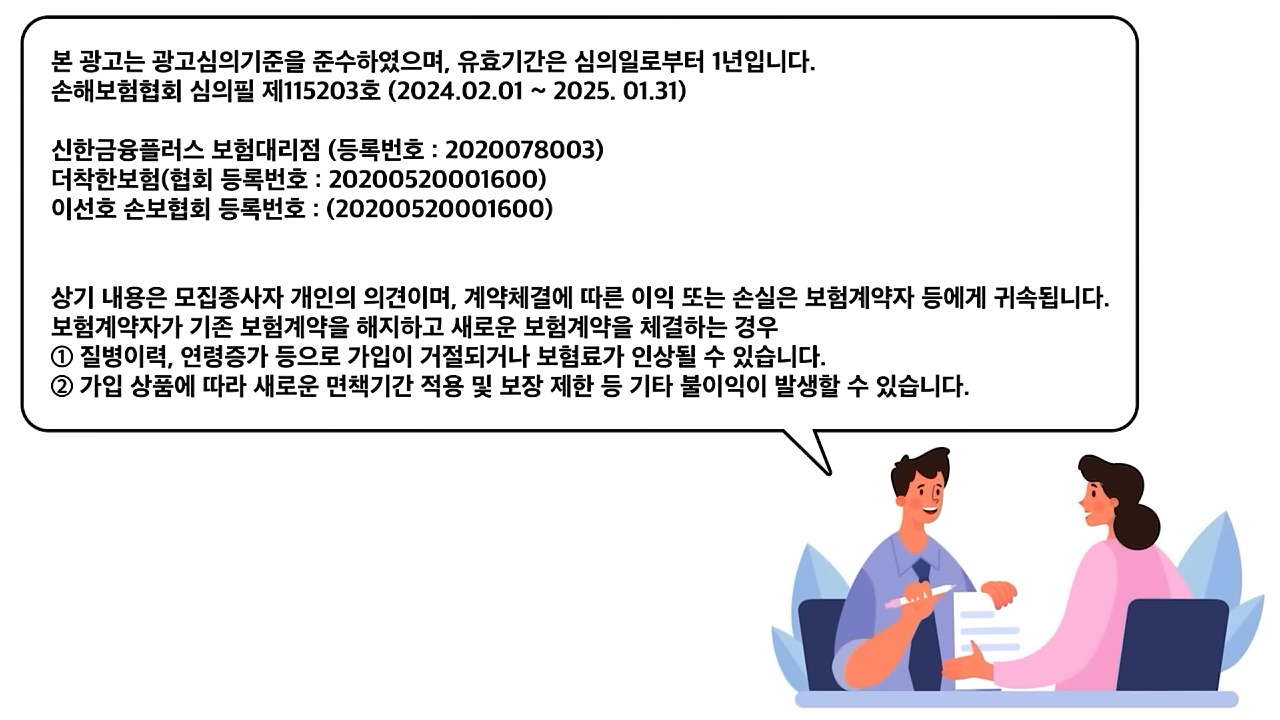 본 광고는 광고심의기준을 준수하였으며, 유효기간은 심의일로부터 1년입니다.
손해보험협회 심의필 제115203호 (2024.02.01 ~ 2025. 01.31)
신한금융플러스 보험대리점 (등록번호 : 2020078003)
더착한보험(협회 등록번호 : 20200520001600)
이선호 손보협회 등록번호 : (20200520001600)
상기 내용은 모집종사자 개인의 의견이며, 계약체결에 따른 이익 또는 손실은 보험계약자 등에게 귀속됩니다.
보험계약자가 기존 보험계약을 해지하고 새로운 보험계약을 체결하는 경우
① 질병이력, 연령증가 등으로 가입이 거절되거나 보험료가 인상될 수 있습니다.
② 가입 상품에 따라 새로운 면책기간 적용 및 보장 제한 등 기타 불이익이 발생할 수 있습니다.